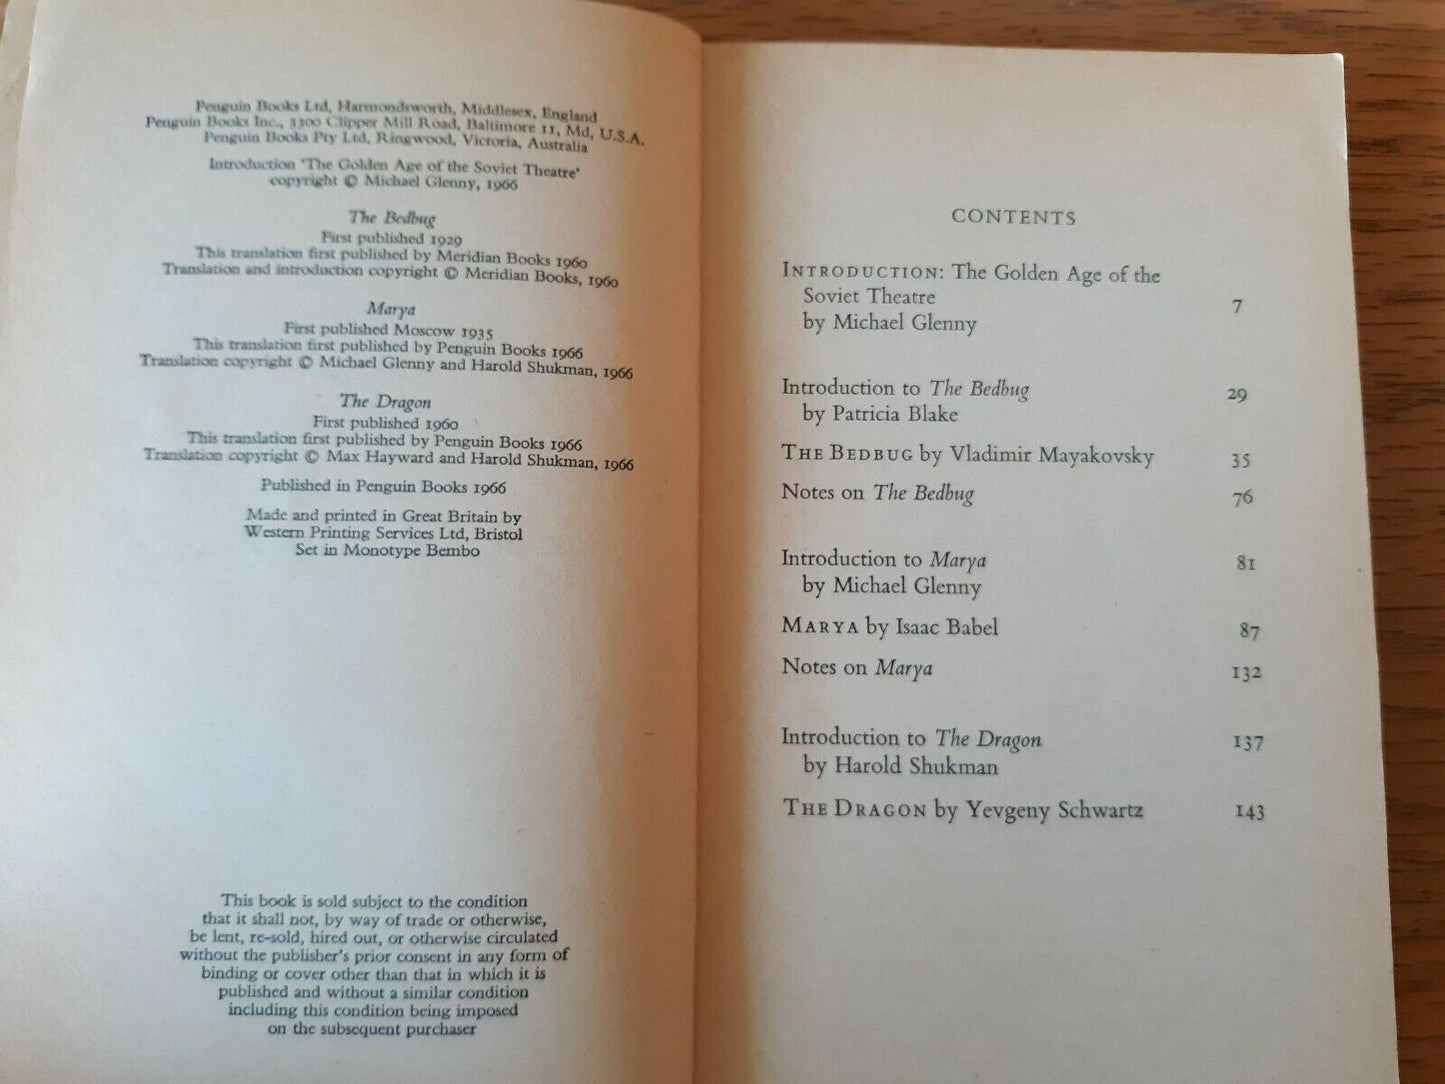 Penguin Books Ltd, Harmondsworth, Middlesex, England
Penguin Books Inc., 3300 Clipper Mill Road, Baltimore 11, Md, U.S.A.
Penguin Books Pty Ltd, Ringwood, Victoria, Australia
Introduction 'The Golden Age of the Soviet Theatre'
copyright © Michael Glenny, 1966
The Bedbug
First published 1929
This translation first published by Meridian Books 1960
Translation and introduction copyright © Meridian Books, 1960
Marya
First published Moscow 1935
This translation first published by Penguin Books 1966
Translation copyright © Michael Glenny and Harold Shukman, 1966
The Dragon
First published 1960
This translation first published by Penguin Books 1966
Translation copyright © Max Hayward and Harold Shukman, 1966
Published in Penguin Books 1966
Made and printed in Great Britain by
Western Printing Services Ltd, Bristol
Set in Monotype Bembo
This book is sold subject to the condition
that it shall not, by way of trade or otherwise,
be lent, re-sold, hired out, or otherwise circulated
without the publisher's prior consent in any form of
binding or cover other than that in which it is
published and without a similar condition
including this condition being imposed
on the subsequent purchaser
CONTENTS
INTRODUCTION: The Golden Age of the
Soviet Theatre
by Michael Glenny 7
Introduction to The Bedbug 29
by Patricia Blake
THE BEDBUG by Vladimir Mayakovsky 35
Notes on The Bedbug 76
Introduction to Marya 81
by Michael Glenny
MARYA by Isaac Babel 87
Notes on Marya 132
Introduction to The Dragon 137
by Harold Shukman
THE DRAGON by Yevgeny Schwartz 143